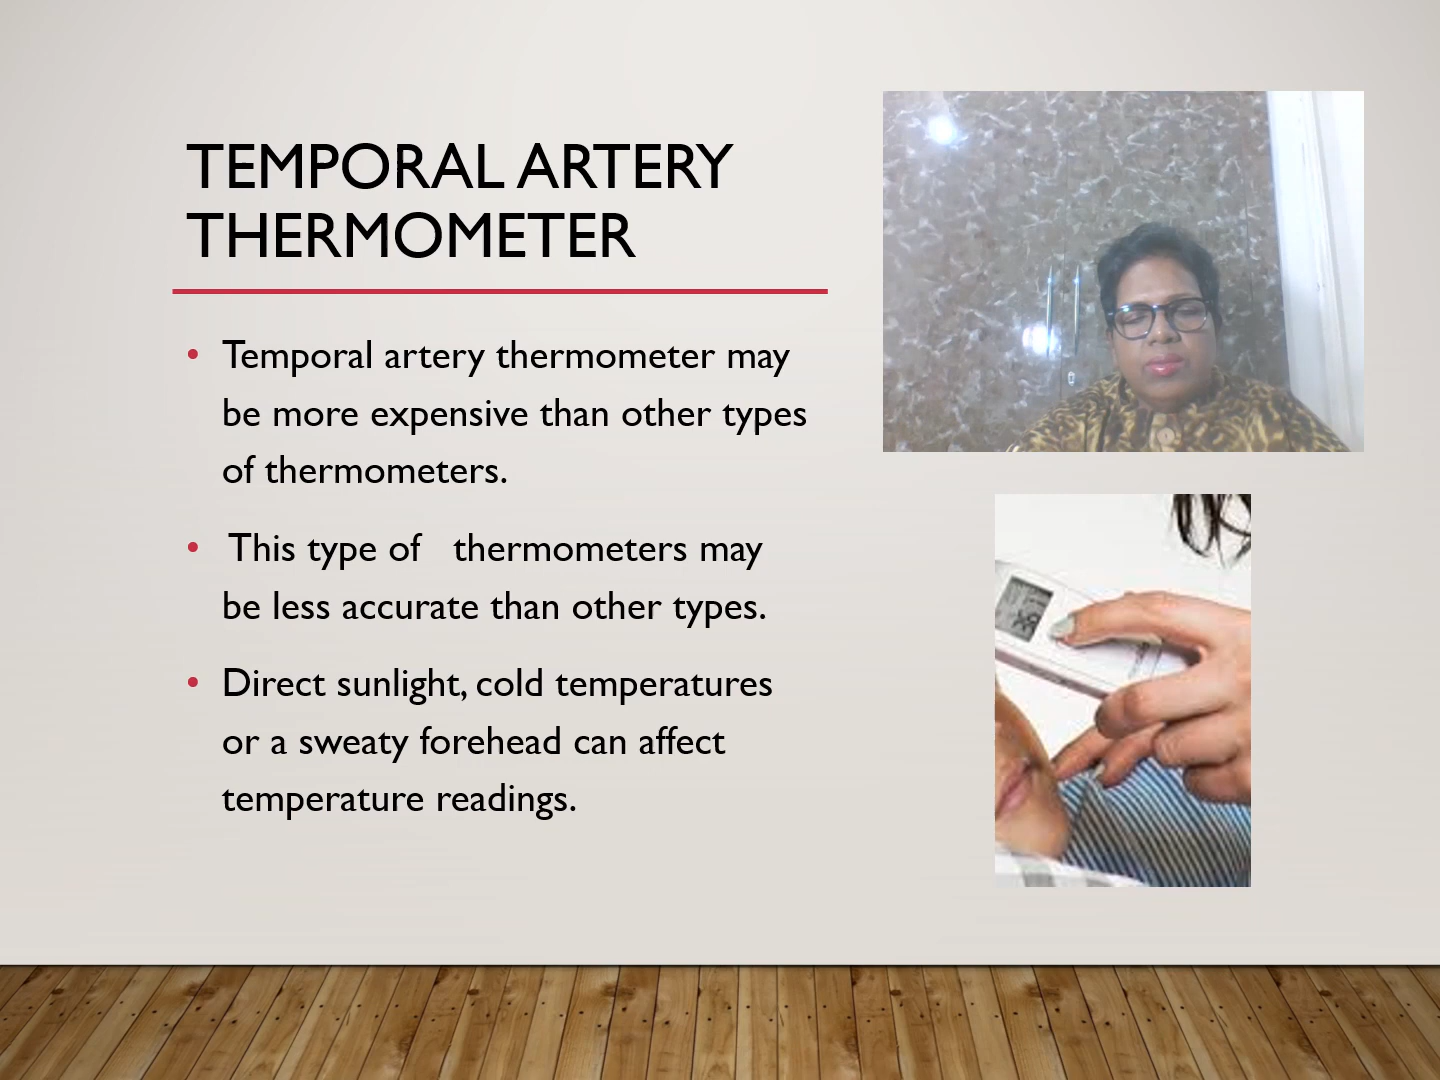 TEMPORAL ARTERY
THERMOMETER
• Temporal artery thermometer may
be more expensive than other types
of thermometers.
• This type of   thermometers may
be less accurate than other types.
• Direct sunlight, cold temperatures
or a sweaty forehead can affect
temperature readings.